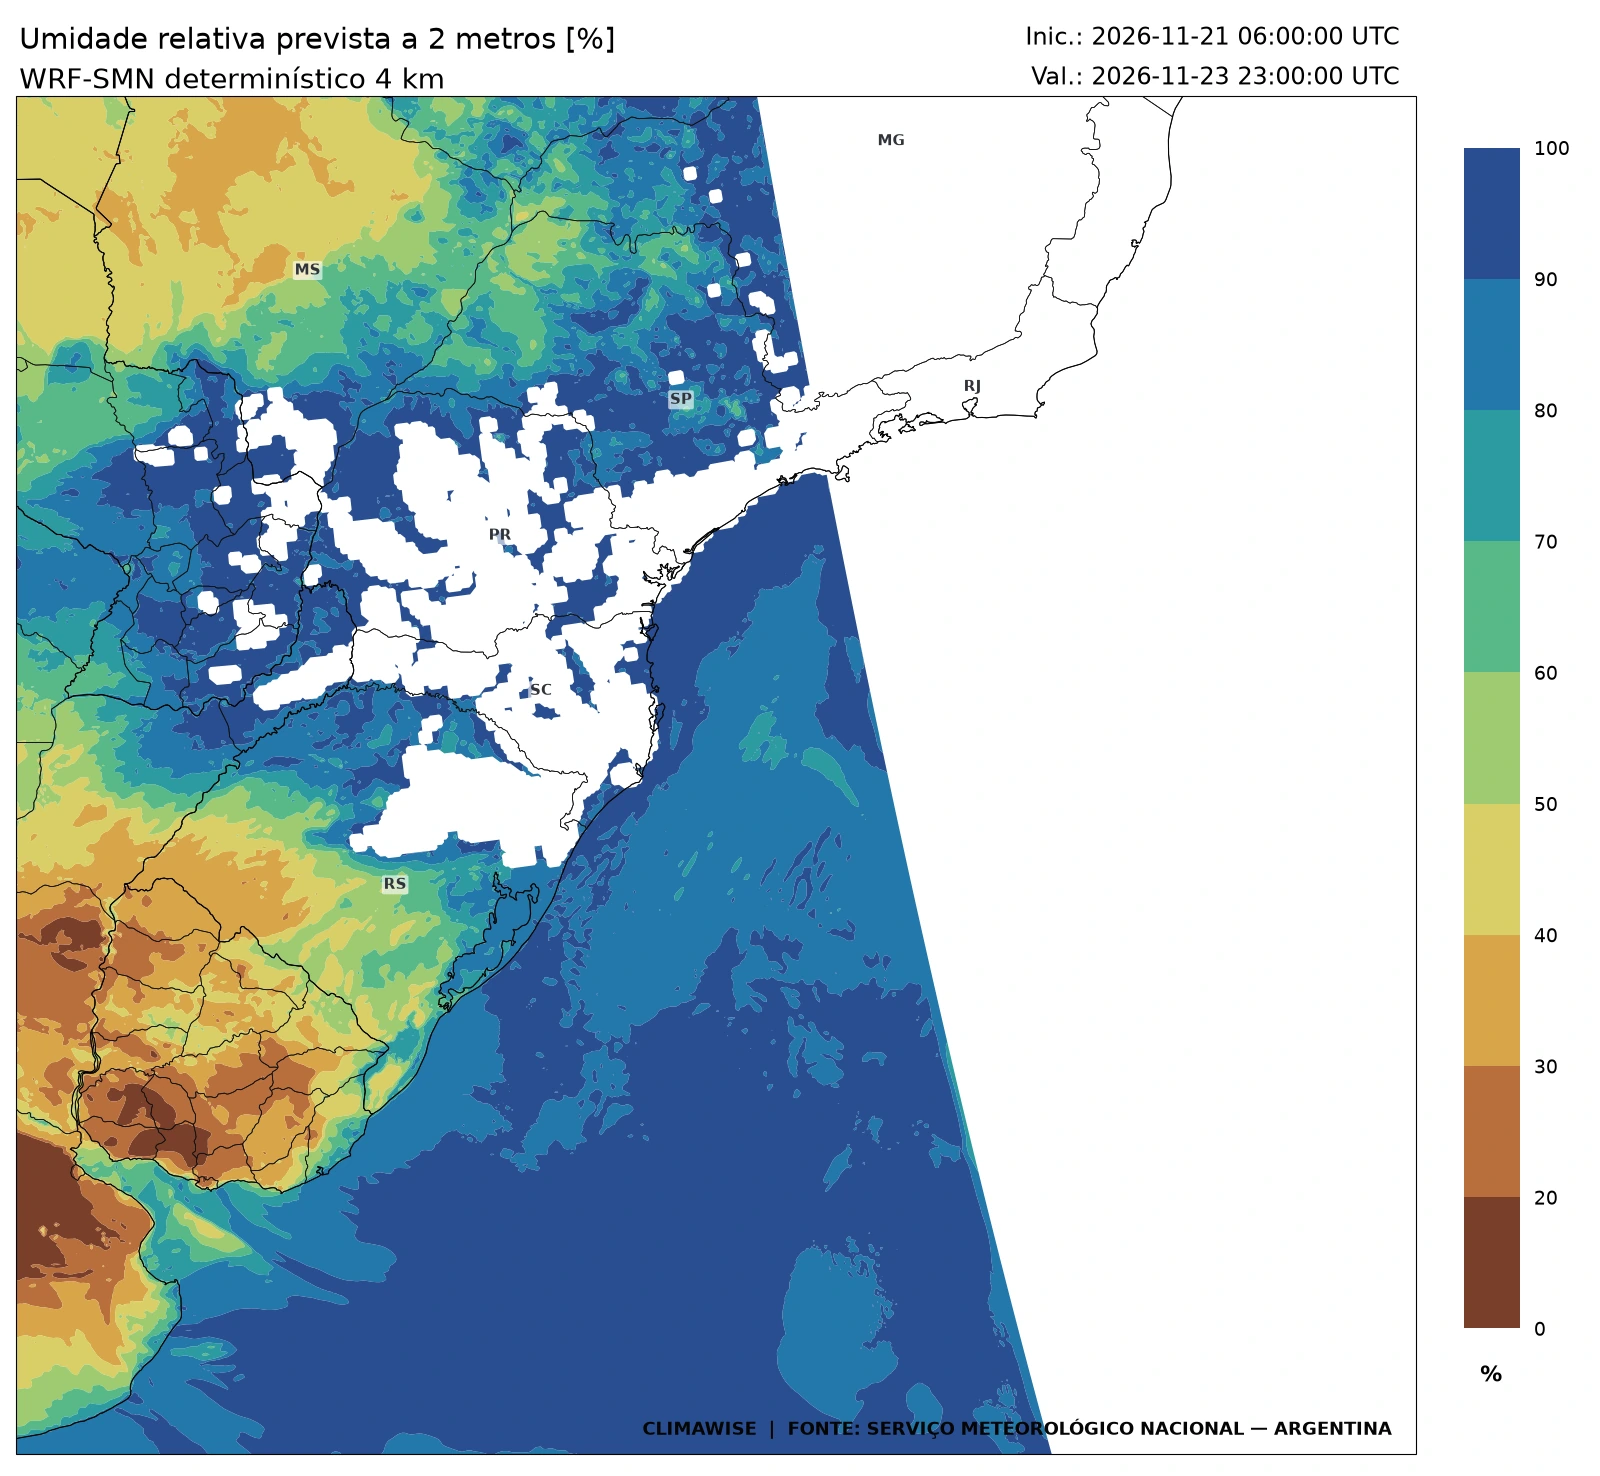 Umidade relativa prevista a 2 metros [%]
Inic.: 2026-11-21 06:00:00 UTC
WRF-SMN determinístico 4 km
Val.: 2026-11-23 23:00:00 UTC
MG
MS
RJ
SP
PR
SC
RS
100
90
80
70
60
50
40
30
20
0
%
CLIMAWISE | FONTE: SERVIÇO METEOROLÓGICO NACIONAL — ARGENTINA